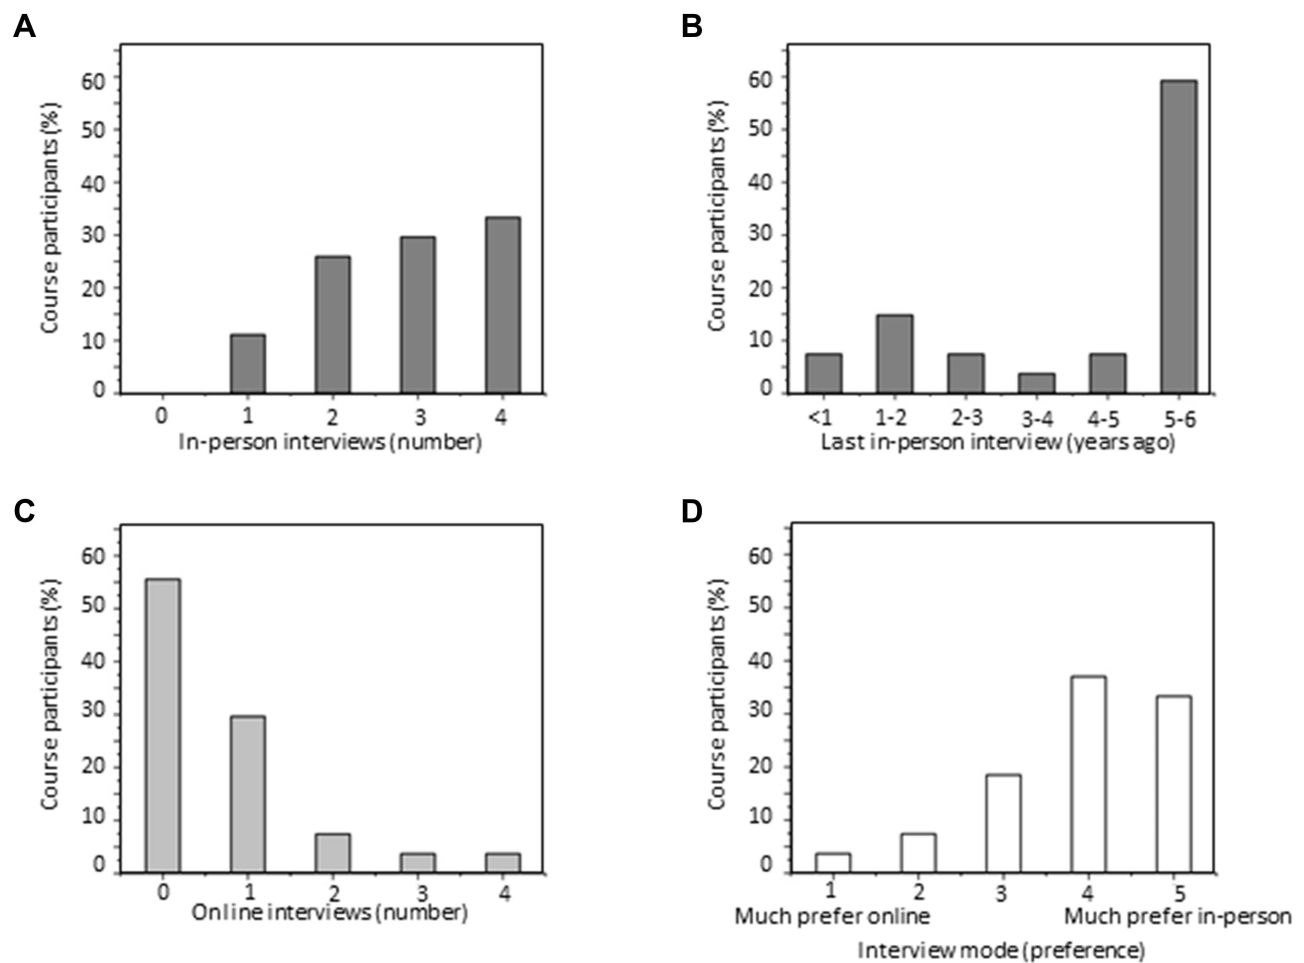 A
Course participants (%)
60
50
40
30
20
10
0
0 1 2 3 4
In-person interviews (number)
B
Course participants (%)
60
50
40
30
20
10
0
<1 1-2 2-3 3-4 4-5 5-6
Last in-person interview (years ago)
C
Course participants (%)
60
50
40
30
20
10
0
0 1 2 3 4
Online interviews (number)
D
Course participants (%)
60
50
40
30
20
10
0
1 2 3 4 5
Much prefer online Much prefer in-person
Interview mode (preference)